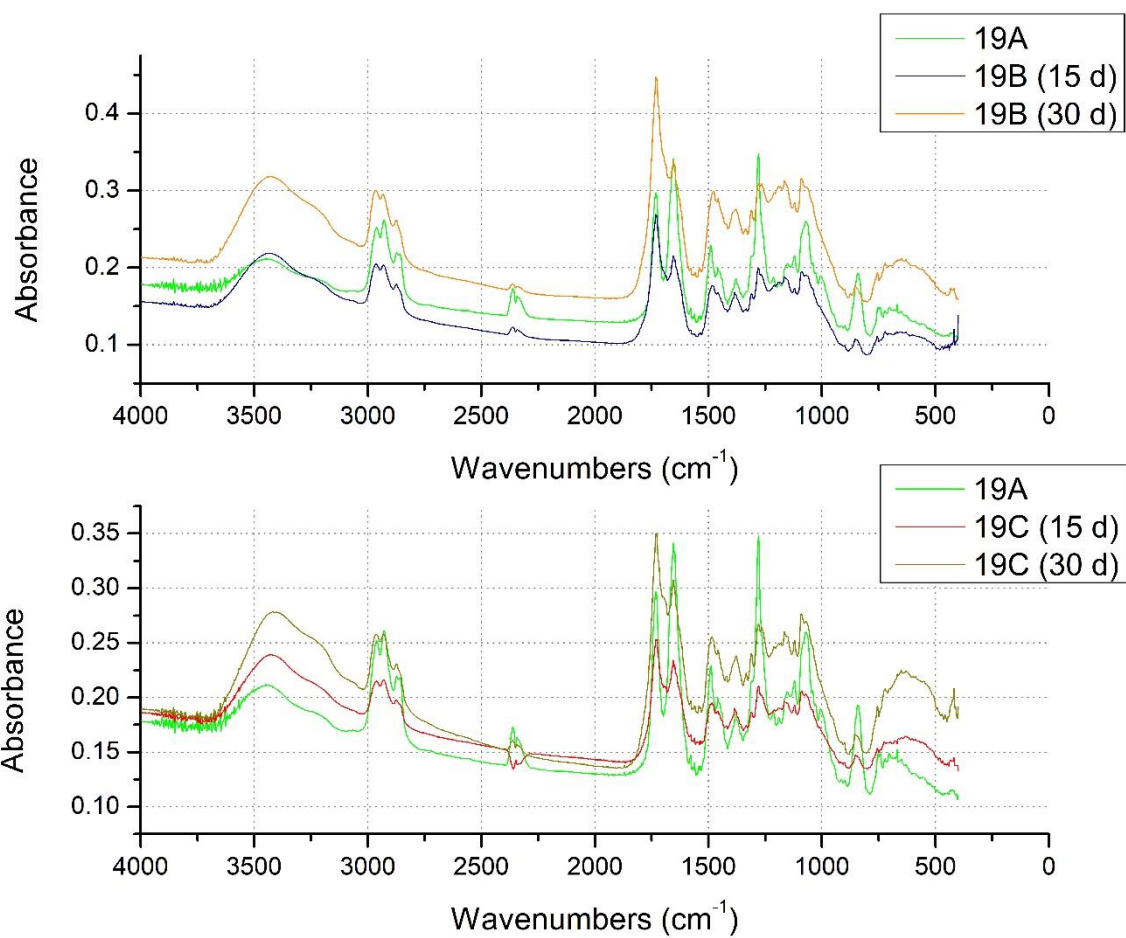 19A
19B (15 d)
19B (30 d)
0.4
0.3
0.2
0.1
Absorbance
4000 3500 3000 2500 2000 1500 1000 500 0
Wavenumbers (cm⁻¹)
19A
19C (15 d)
19C (30 d)
0.35
0.30
0.25
0.20
0.15
0.10
Absorbance
4000 3500 3000 2500 2000 1500 1000 500 0
Wavenumbers (cm⁻¹)